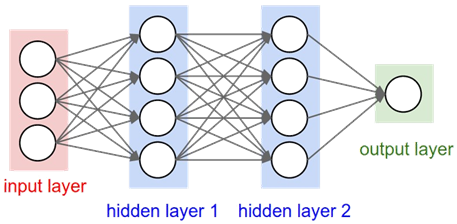 input layer
hidden layer 1
hidden layer 2
output layer